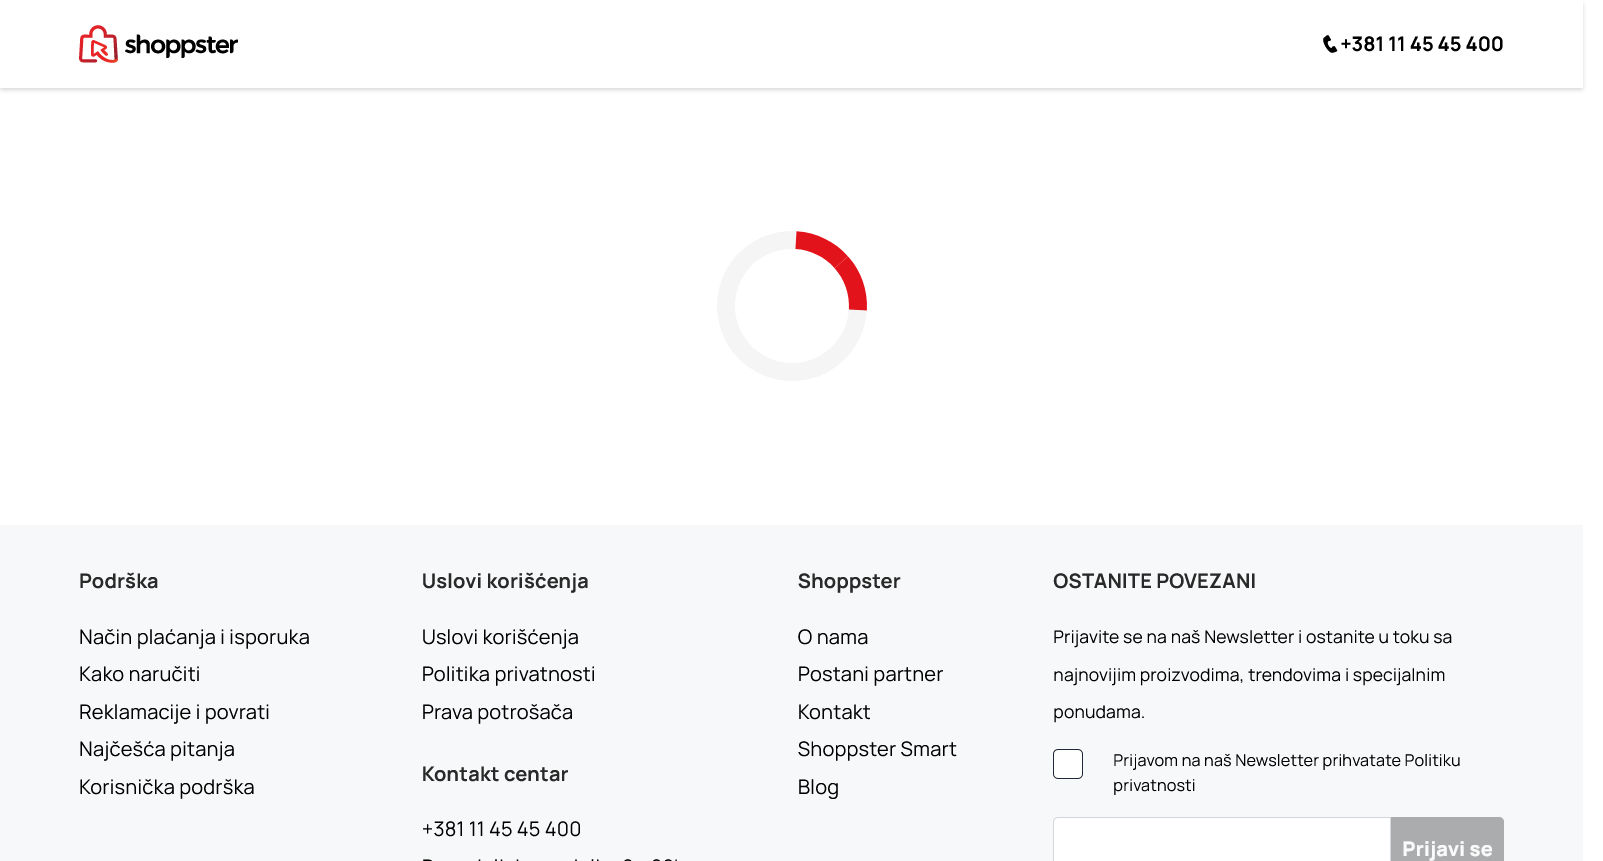 shoppster
+381 11 45 45 400
Podrška
Način plaćanja i isporuka
Kako naručiti
Reklamacije i povrati
Najčešća pitanja
Korisnička podrška
Uslovi korišćenja
Uslovi korišćenja
Politika privatnosti
Prava potrošača
Kontakt centar
+381 11 45 45 400
Shoppster
O nama
Postani partner
Kontakt
Shoppster Smart
Blog
OSTANITE POVEZANI
Prijavite se na naš Newsletter i ostanite u toku sa
najnovijim proizvodima, trendovima i specijalnim
ponudama.
Prijavom na naš Newsletter prihvatate Politiku
privatnosti
Prijavi se